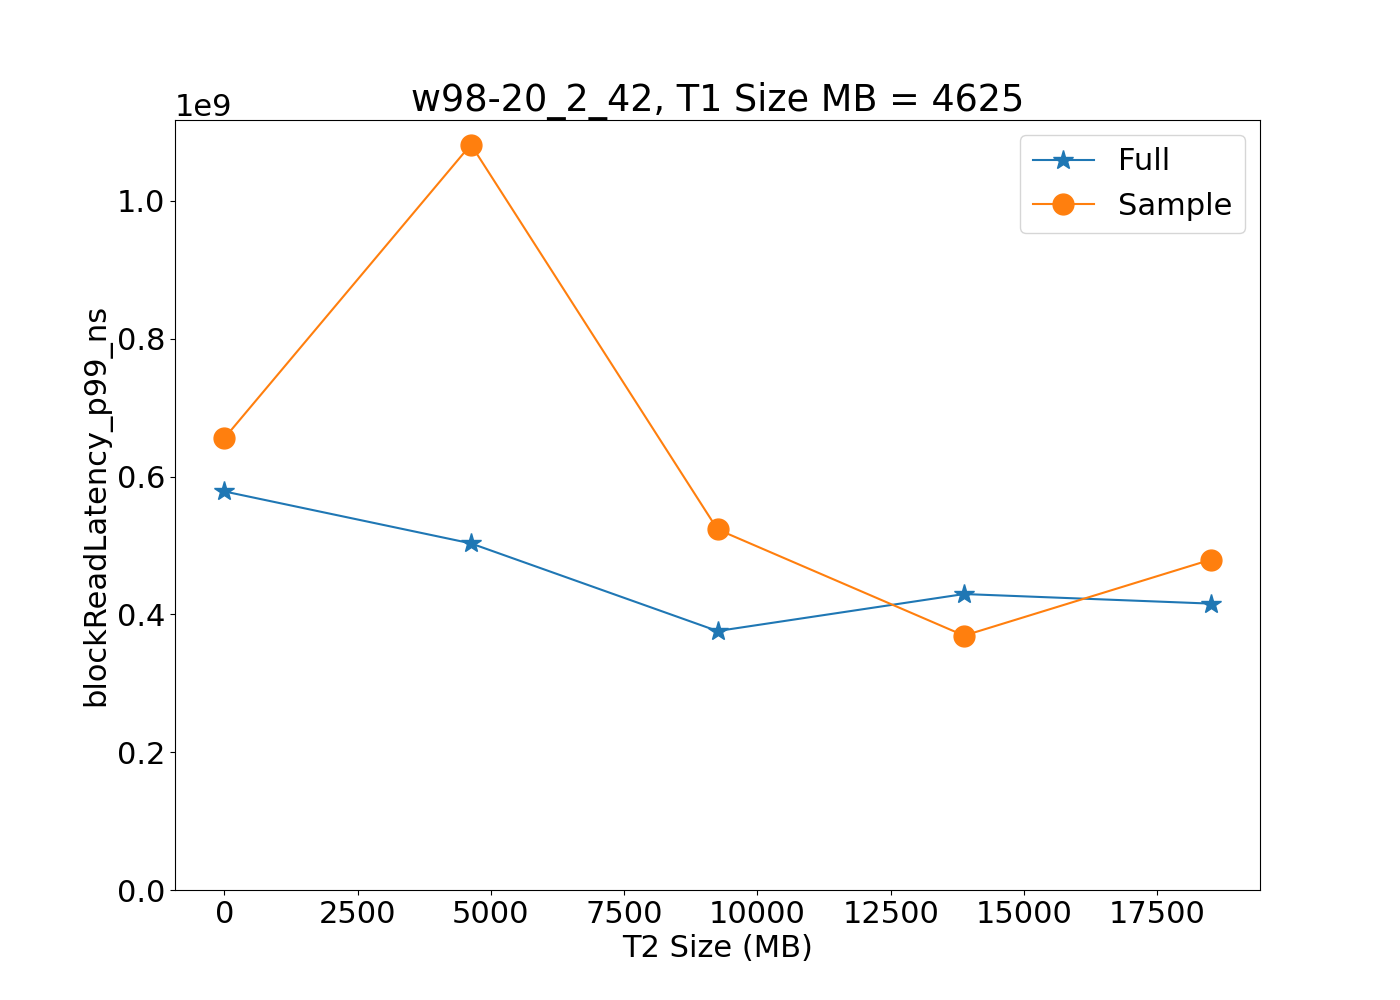 w98-20_2_42, T1 Size MB = 4625
1e9
Full
Sample
1.0
0.8
0.6
0.4
0.2
0.0
blockReadLatency_p99_ns
0 2500 5000 7500 10000 12500 15000 17500
T2 Size (MB)